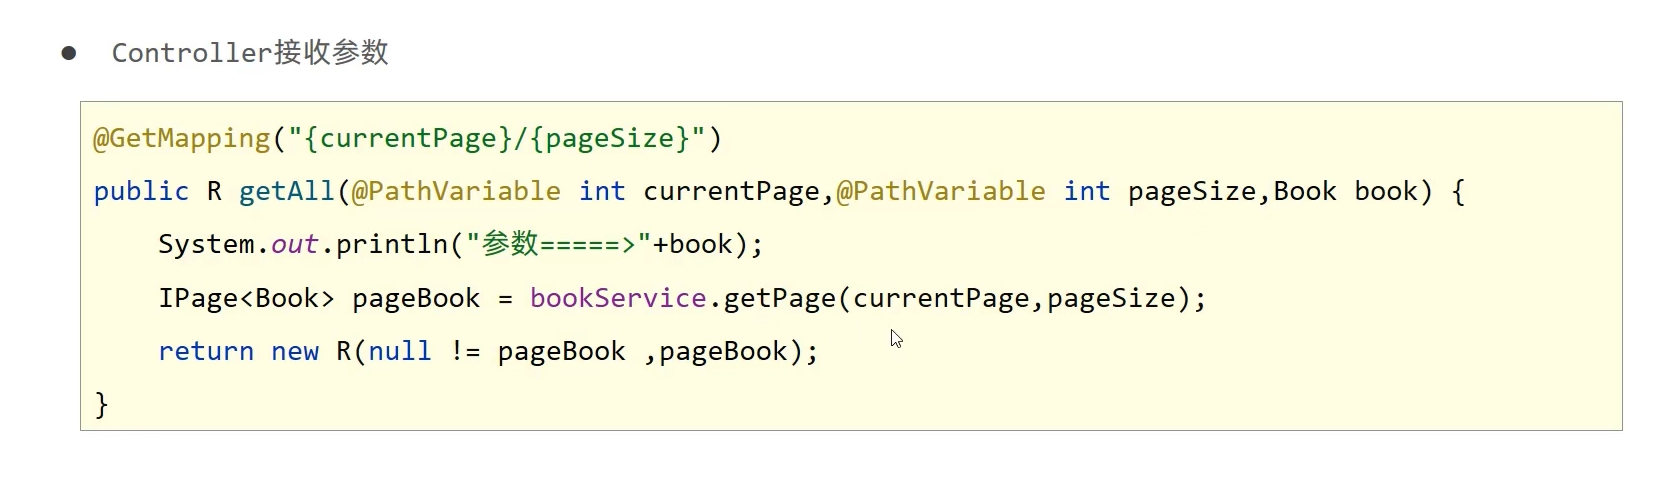 ● Controller接收参数
@GetMapping("{currentPage}/{pageSize}")
public R getAll(@PathVariable int currentPage,@PathVariable int pageSize,Book book) {
    System.out.println("参数=====>"+book);
    IPage<Book> pageBook = bookService.getPage(currentPage,pageSize);
    return new R(null != pageBook ,pageBook);
}